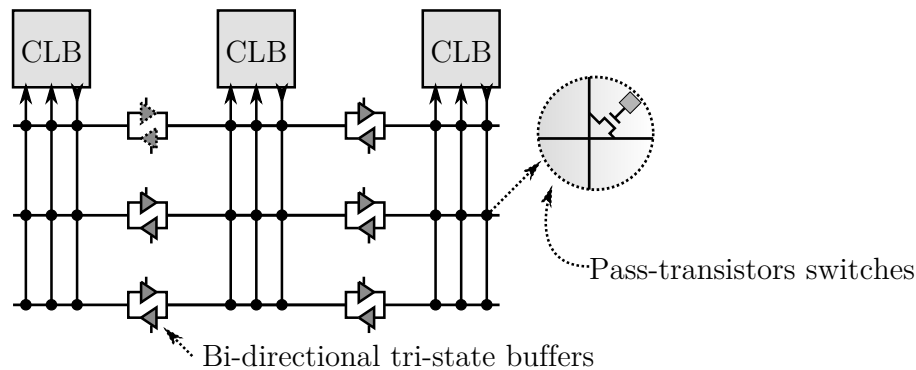 CLB CLB CLB
Pass-transistors switches
Bi-directional tri-state buffers